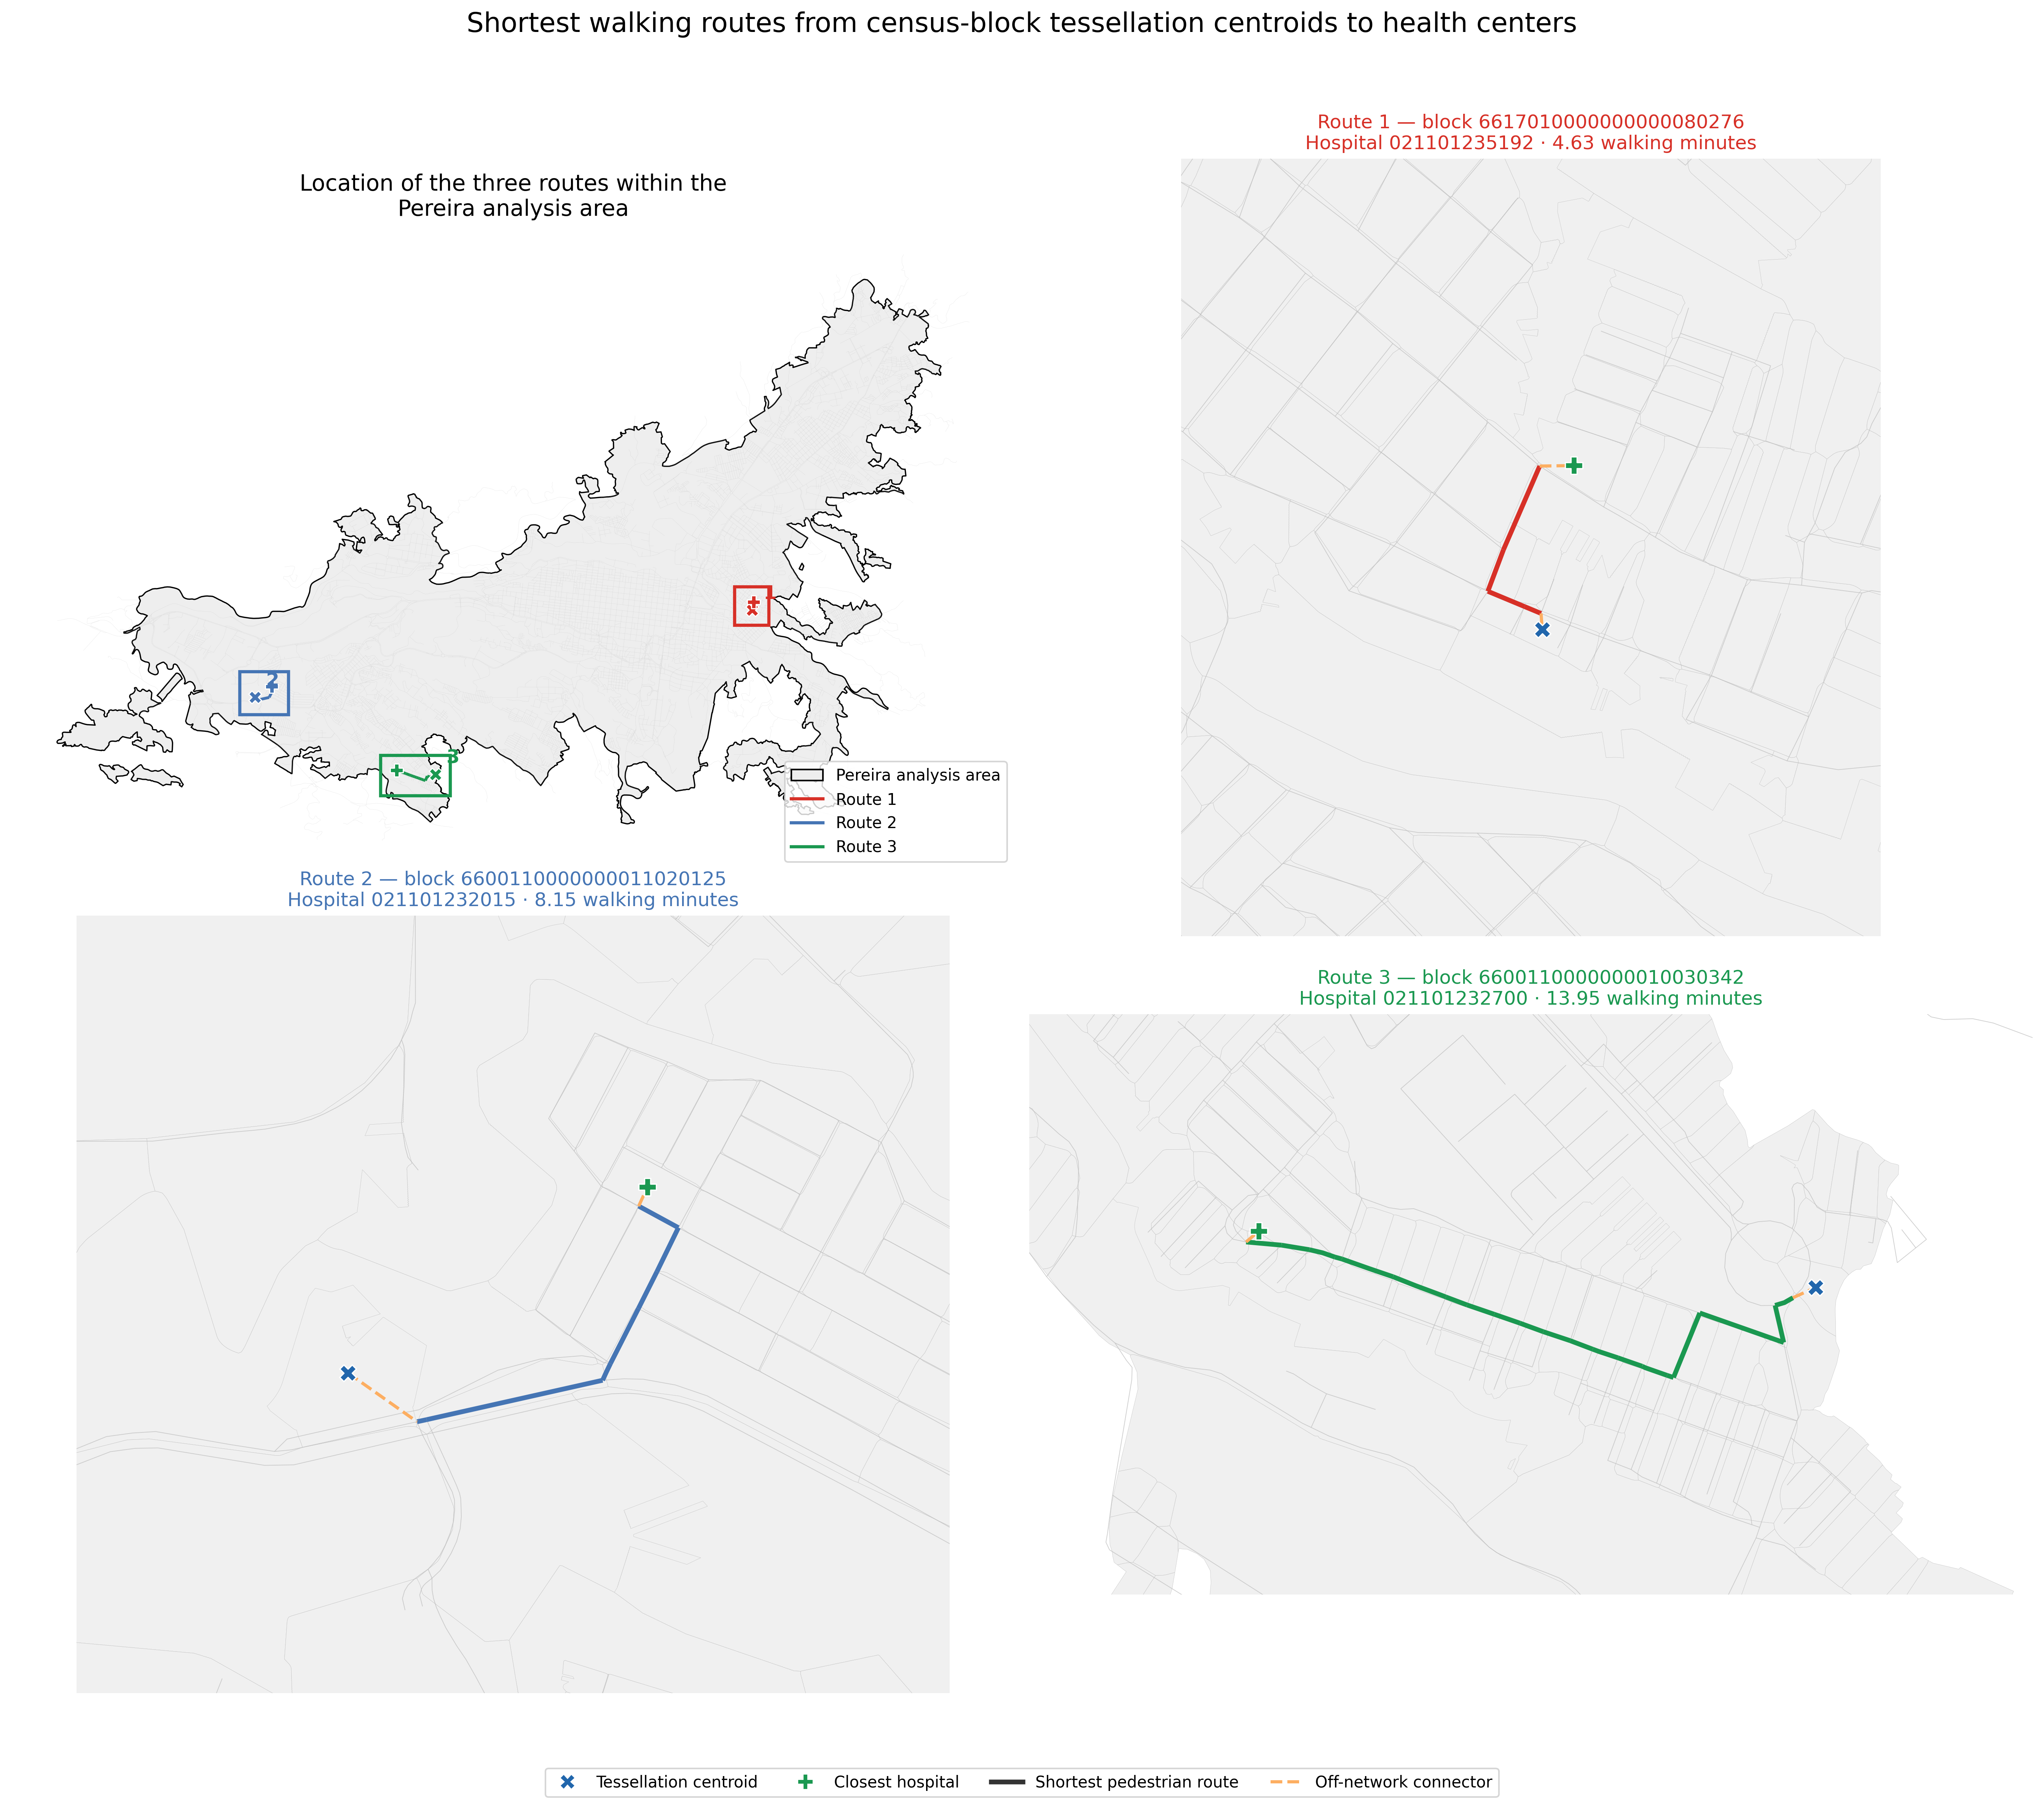 Shortest walking routes from census-block tessellation centroids to health centers
Location of the three routes within the
Pereira analysis area
2
3
Pereira analysis area
Route 1
Route 2
Route 3
Route 1 — block 6617010000000000080276
Hospital 021101235192 · 4.63 walking minutes
Route 2 — block 6600110000000011020125
Hospital 021101232015 · 8.15 walking minutes
Route 3 — block 6600110000000010030342
Hospital 021101232700 · 13.95 walking minutes
Tessellation centroid
Closest hospital
Shortest pedestrian route
Off-network connector